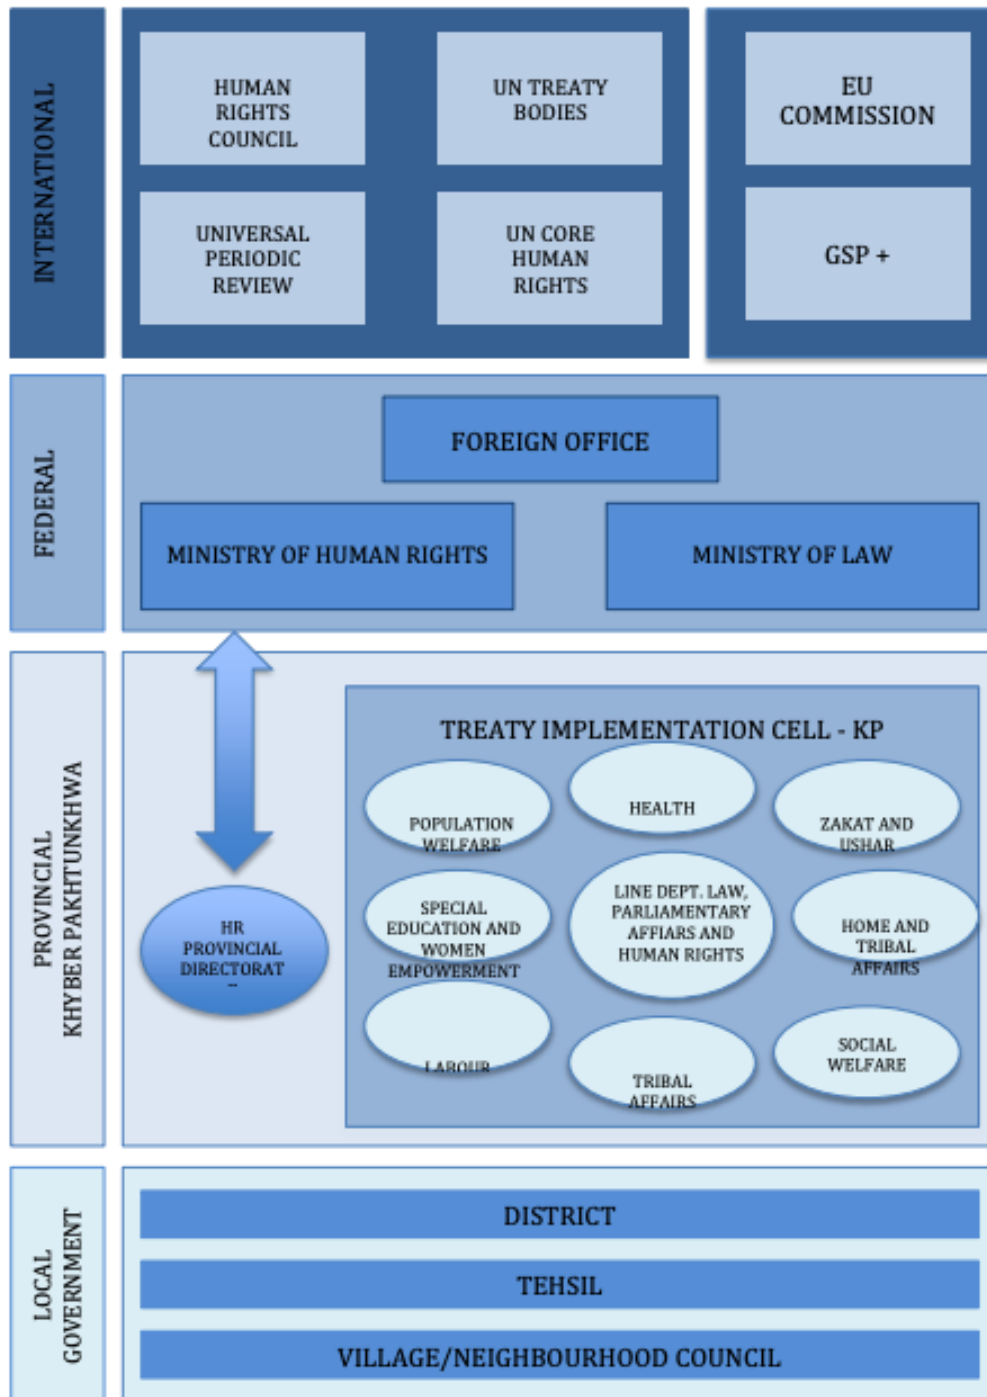 INTERNATIONAL
HUMAN
RIGHTS
COUNCIL
UN TREATY
BODIES
EU
COMMISSION
UNIVERSAL
PERIODIC
REVIEW
UN CORE
HUMAN
RIGHTS
GSP +
FEDERAL
FOREIGN OFFICE
MINISTRY OF HUMAN RIGHTS
MINISTRY OF LAW
PROVINCIAL
KHYBER PAKHTUNKHWA
HR
PROVINCIAL
DIRECTORAT
TREATY IMPLEMENTATION CELL - KP
POPULATION
WELFARE
HEALTH
ZAKAT AND
USHAR
SPECIAL
EDUCATION AND
WOMEN
EMPOWERMENT
LINE DEPT. LAW,
PARLIAMENTARY
AFFIARS AND
HUMAN RIGHTS
HOME AND
TRIBAL
AFFAIRS
LABOUR
TRIBAL
AFFAIRS
SOCIAL
WELFARE
LOCAL
GOVERNMENT
DISTRICT
TEHSIL
VILLAGE/NEIGHBOURHOOD COUNCIL